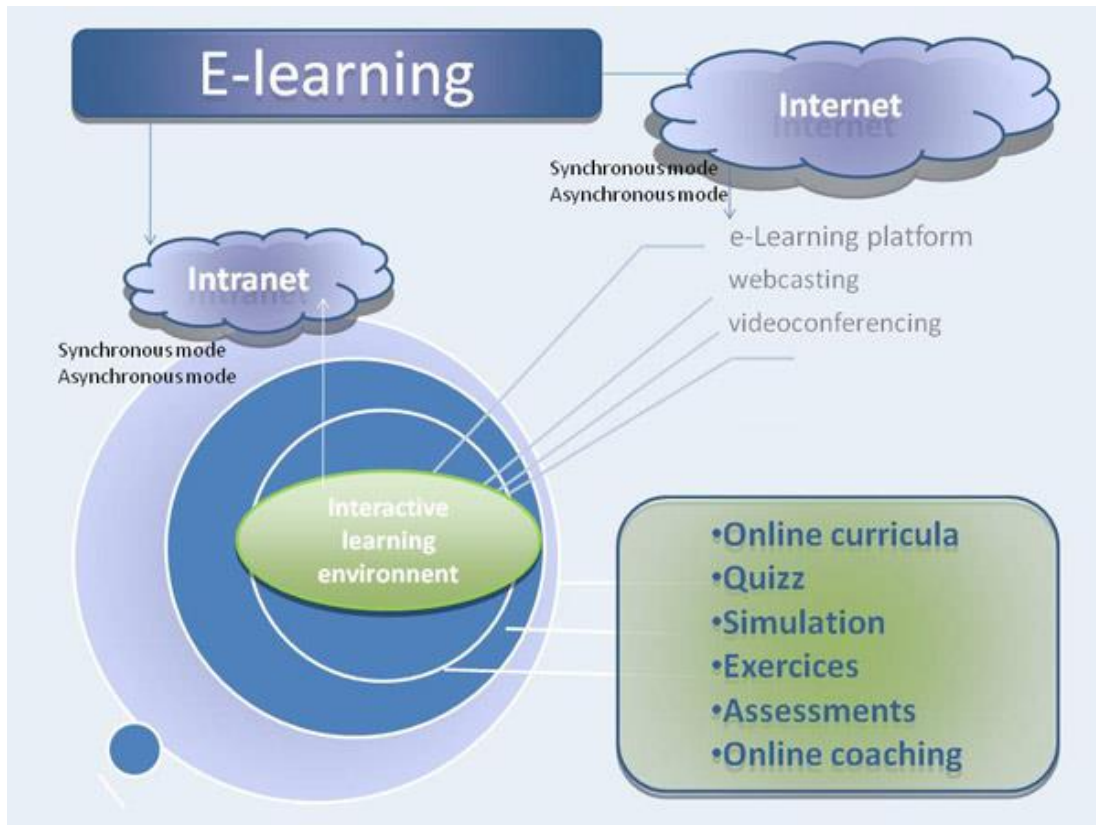 E-learning
Internet
Synchronous mode
Asynchronous mode
e-Learning platform
webcasting
videoconferencing
Intranet
Synchronous mode
Asynchronous mode
Interactive
learning
environnent
•Online curricula
•Quizz
•Simulation
•Exercices
•Assessments
•Online coaching